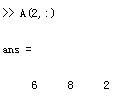 >> A(2,:)
ans =
6 8 2